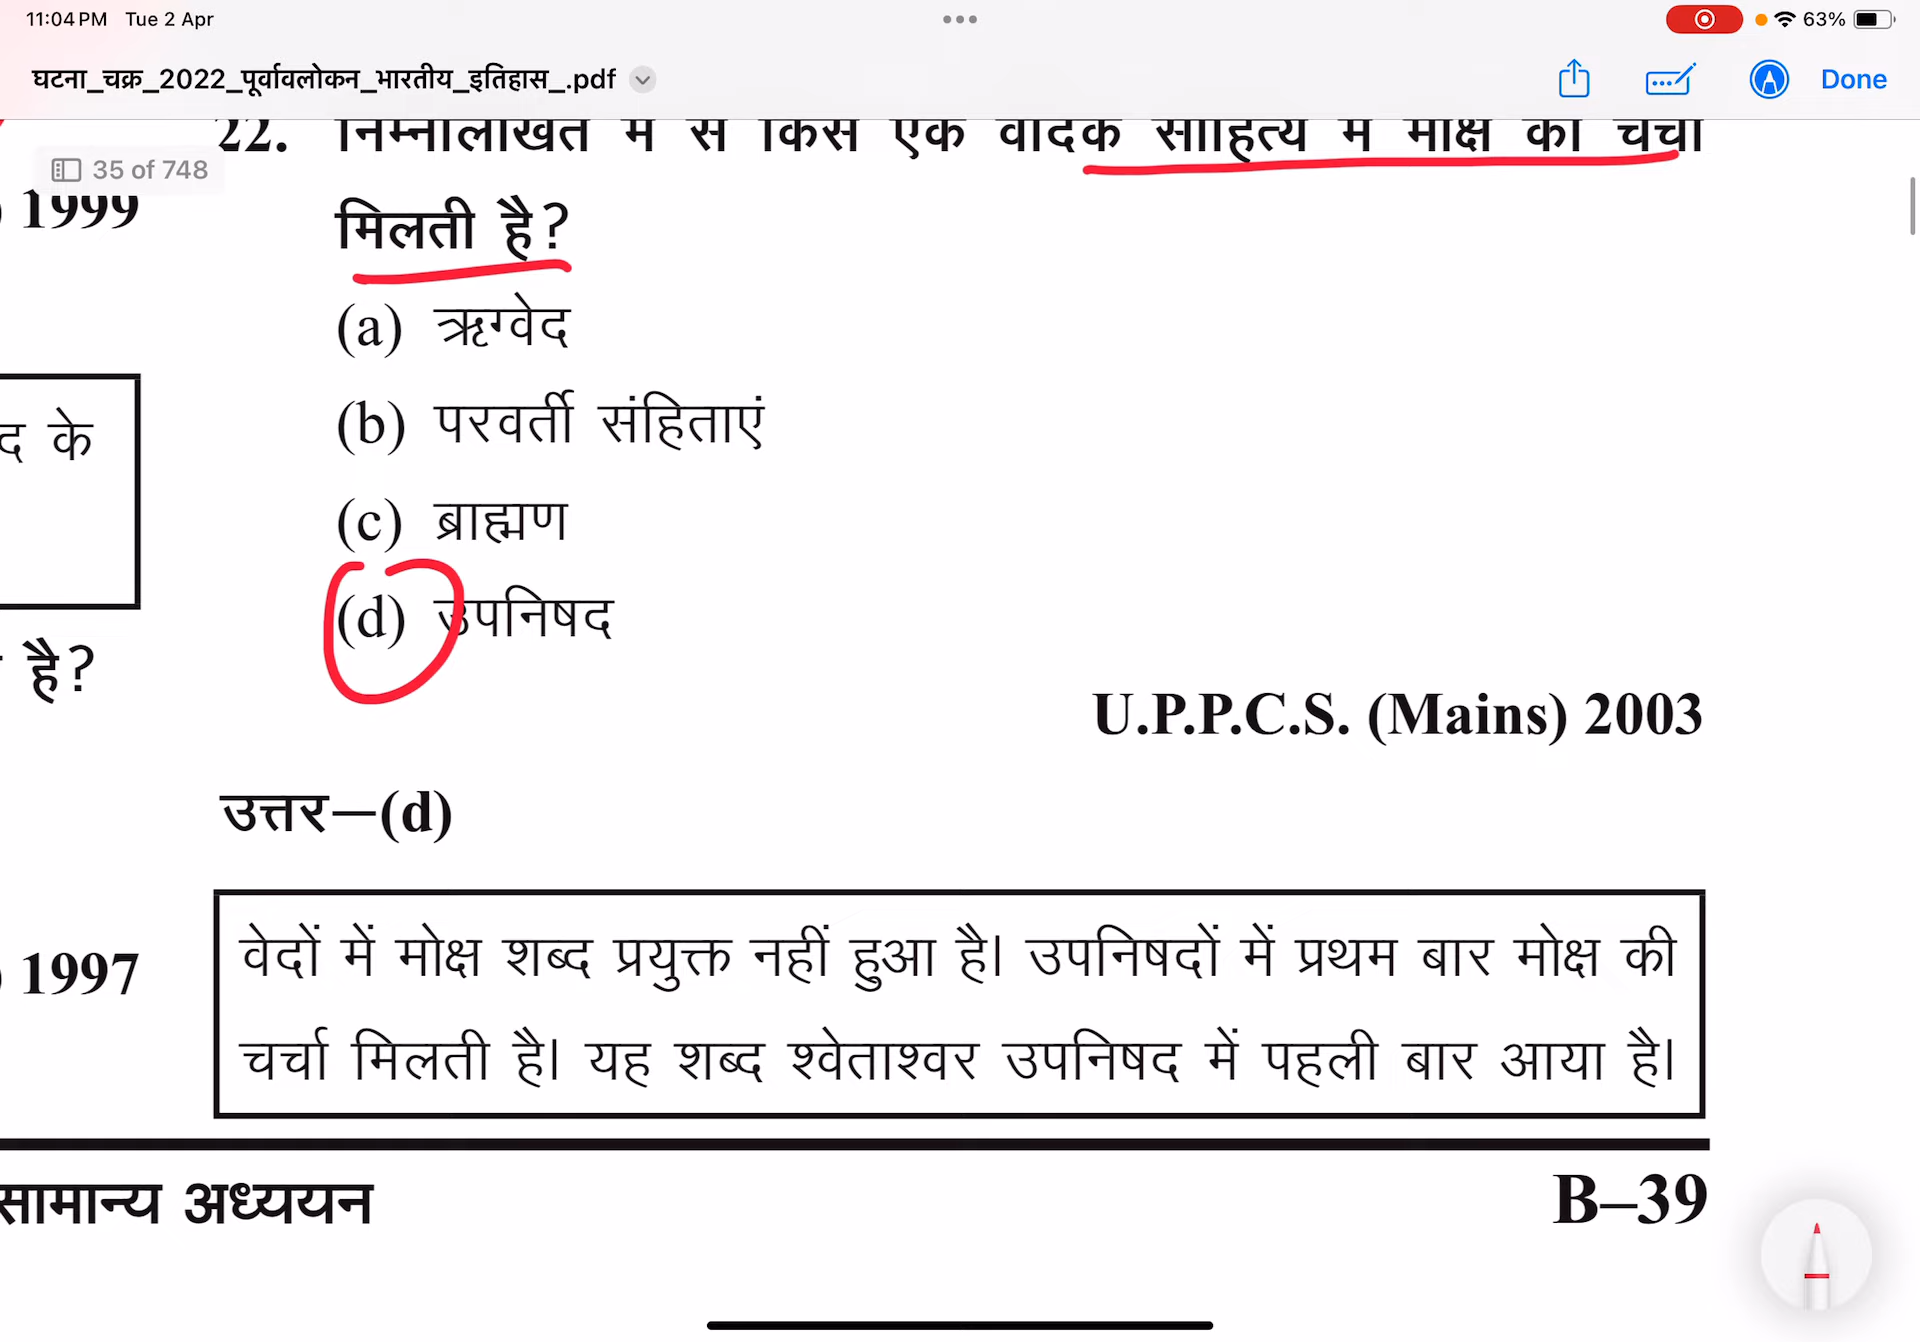 11:04 PM Tue 2 Apr
63%
घटना_चक्र_2022_पूर्वावलोकन_भारतीय_इतिहास_.pdf
Done
22. निम्नलिखित में से किस एक वैदिक साहित्य में मोक्ष की चर्चा
35 of 748
) 1999
मिलती है?
(a) ऋग्वेद
(b) परवर्ती संहिताएं
द के
(c) ब्राह्मण
(d) उपनिषद
है?
U.P.P.C.S. (Mains) 2003
उत्तर—(d)
वेदों में मोक्ष शब्द प्रयुक्त नहीं हुआ है। उपनिषदों में प्रथम बार मोक्ष की
) 1997
चर्चा मिलती है। यह शब्द श्वेताश्वर उपनिषद में पहली बार आया है।
सामान्य अध्ययन
B–39